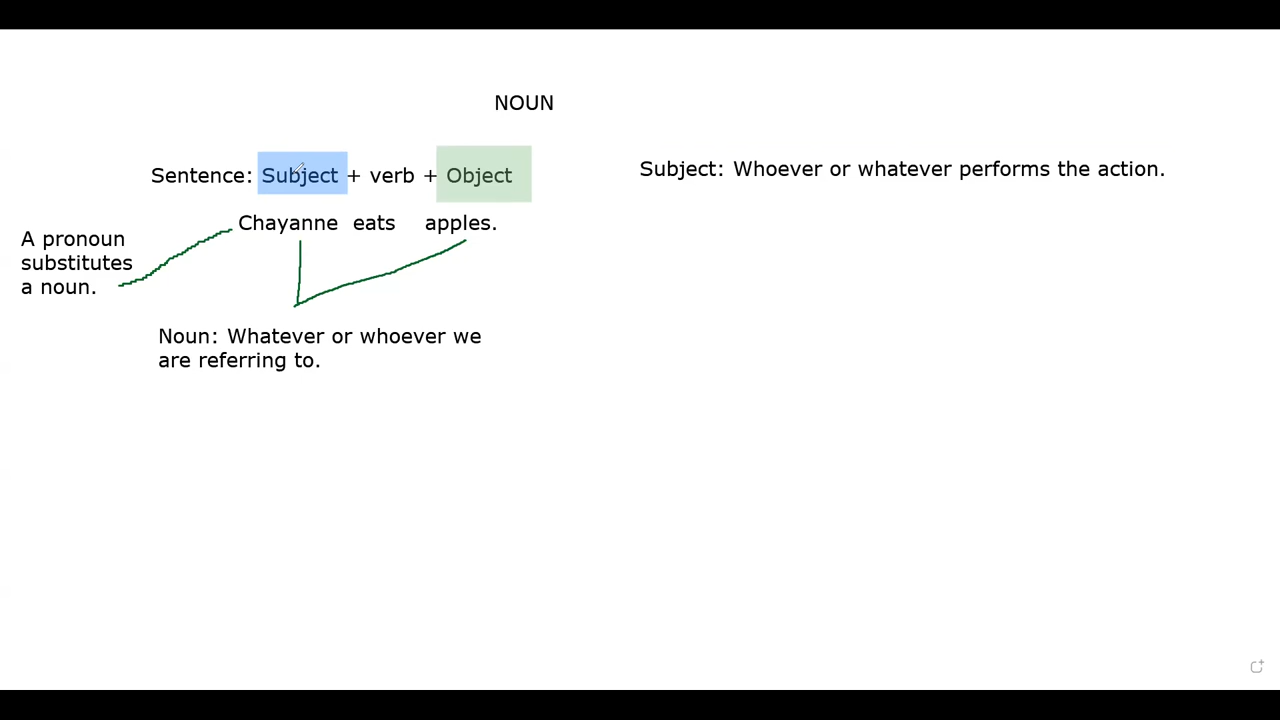 NOUN
Sentence: Subject + verb + Object
Subject: Whoever or whatever performs the action.
Chayanne eats apples.
A pronoun
substitutes
a noun.
Noun: Whatever or whoever we
are referring to.